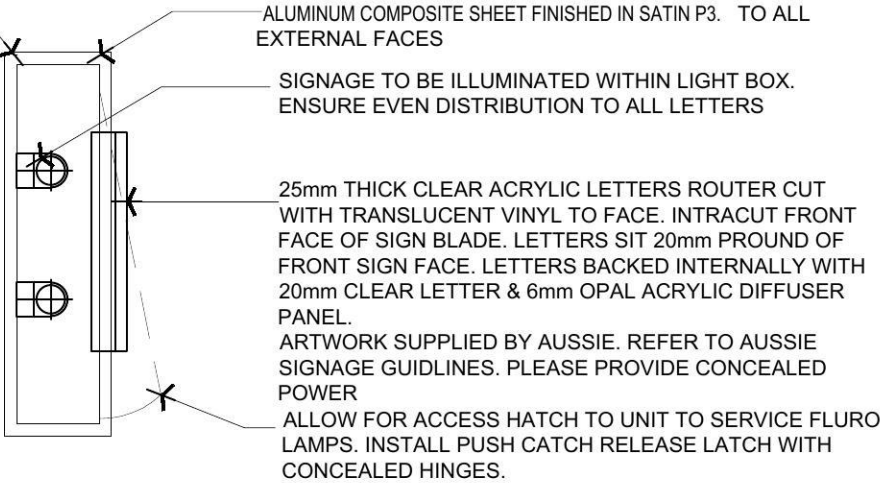 ALUMINUM COMPOSITE SHEET FINISHED IN SATIN P3. TO ALL
EXTERNAL FACES
SIGNAGE TO BE ILLUMINATED WITHIN LIGHT BOX.
ENSURE EVEN DISTRIBUTION TO ALL LETTERS
25mm THICK CLEAR ACRYLIC LETTERS ROUTER CUT
WITH TRANSLUCENT VINYL TO FACE. INTRACUT FRONT
FACE OF SIGN BLADE. LETTERS SIT 20mm PROUND OF
FRONT SIGN FACE. LETTERS BACKED INTERNALLY WITH
20mm CLEAR LETTER & 6mm OPAL ACRYLIC DIFFUSER
PANEL.
ARTWORK SUPPLIED BY AUSSIE. REFER TO AUSSIE
SIGNAGE GUIDLINES. PLEASE PROVIDE CONCEALED
POWER
ALLOW FOR ACCESS HATCH TO UNIT TO SERVICE FLURO
LAMPS. INSTALL PUSH CATCH RELEASE LATCH WITH
CONCEALED HINGES.